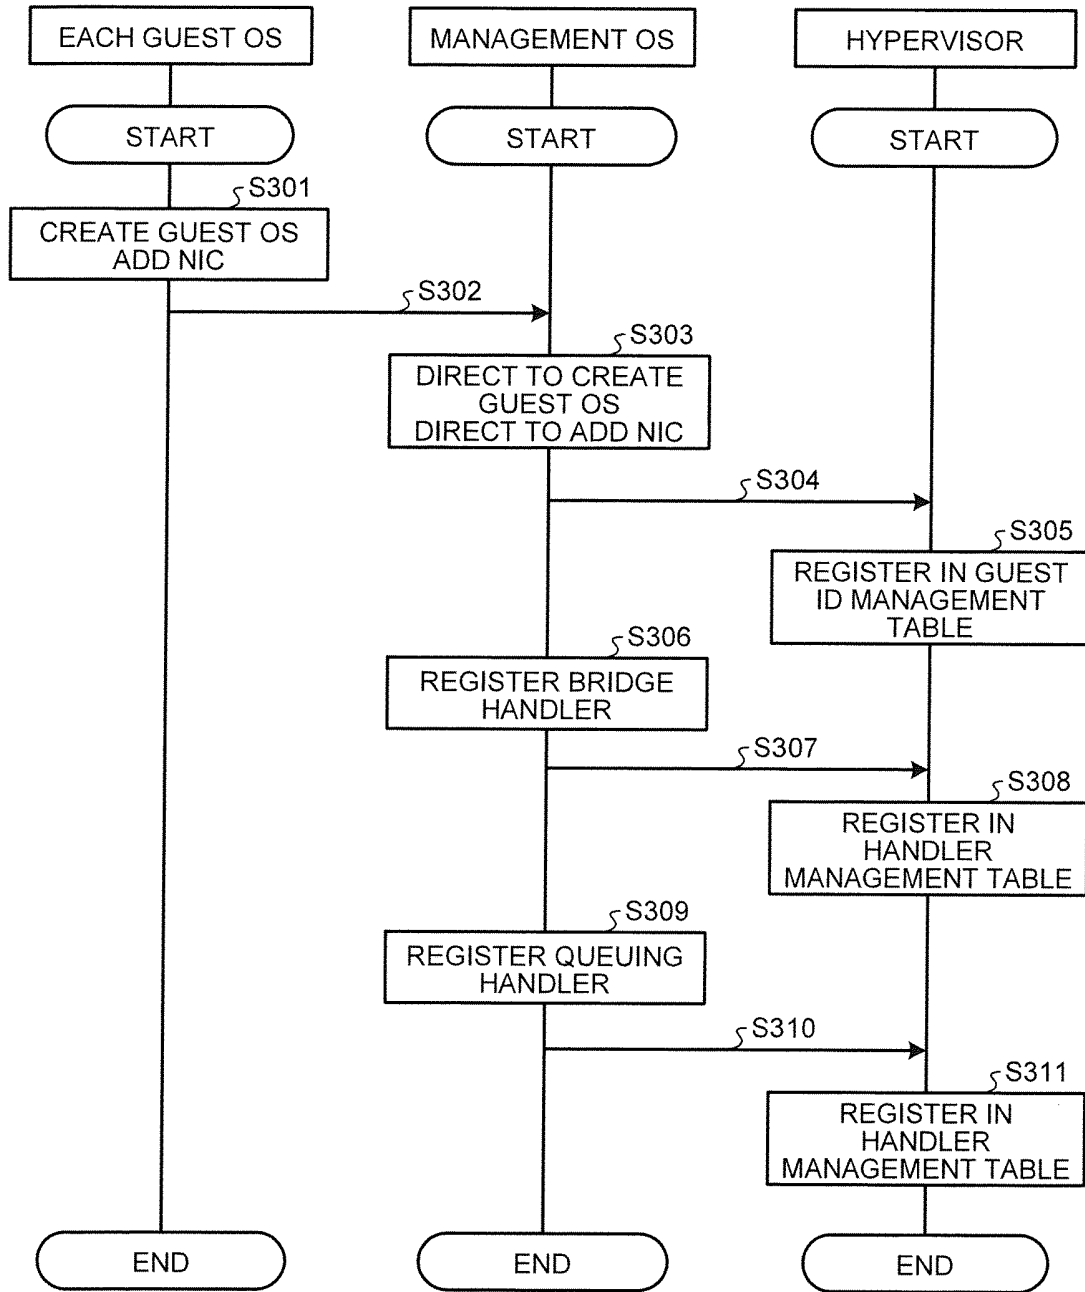 EACH GUEST OS
MANAGEMENT OS
HYPERVISOR
START
START
START
S301
CREATE GUEST OS
ADD NIC
S302
S303
DIRECT TO CREATE
GUEST OS
DIRECT TO ADD NIC
S304
S305
REGISTER IN GUEST
ID MANAGEMENT
TABLE
S306
REGISTER BRIDGE
HANDLER
S307
S308
REGISTER IN
HANDLER
MANAGEMENT TABLE
S309
REGISTER QUEUING
HANDLER
S310
S311
REGISTER IN
HANDLER
MANAGEMENT TABLE
END
END
END